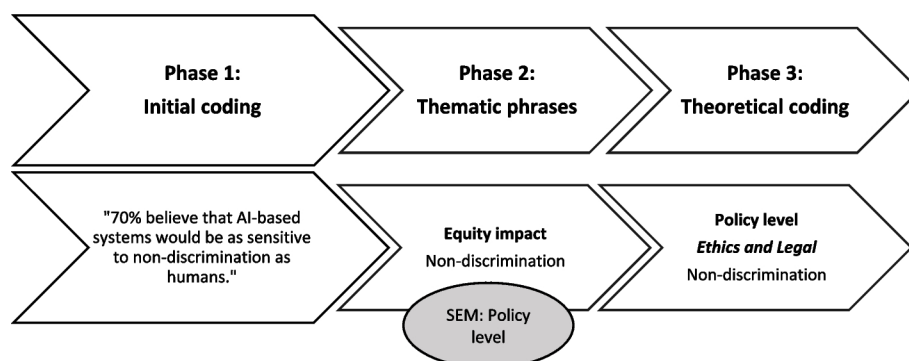 Phase 1:
Initial coding
Phase 2:
Thematic phrases
Phase 3:
Theoretical coding
"70% believe that AI-based
systems would be as sensitive
to non-discrimination as
humans."
Equity impact
Non-discrimination
SEM: Policy
level
Policy level
Ethics and Legal
Non-discrimination